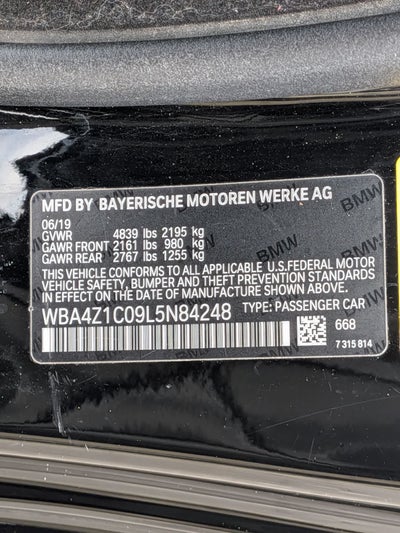 MFD BY BAYERISCHE MOTOREN WERKE AG
06/19
GVWR 4839 lbs 2195 kg
GAWR FRONT 2161 lbs 980 kg
GAWR REAR 2767 lbs 1255 kg
THIS VEHICLE CONFORMS TO ALL APPLICABLE U.S.FEDERAL MOTOR
VEHICLE SAFETY, BUMPER AND THEFT PREVENTION STANDARDS
IN EFFECT ON THE DATE OF MANUFACTURE SHOWN ABOVE.
WBA4Z1C09L5N84248 TYPE: PASSENGER CAR
668
7 315 814